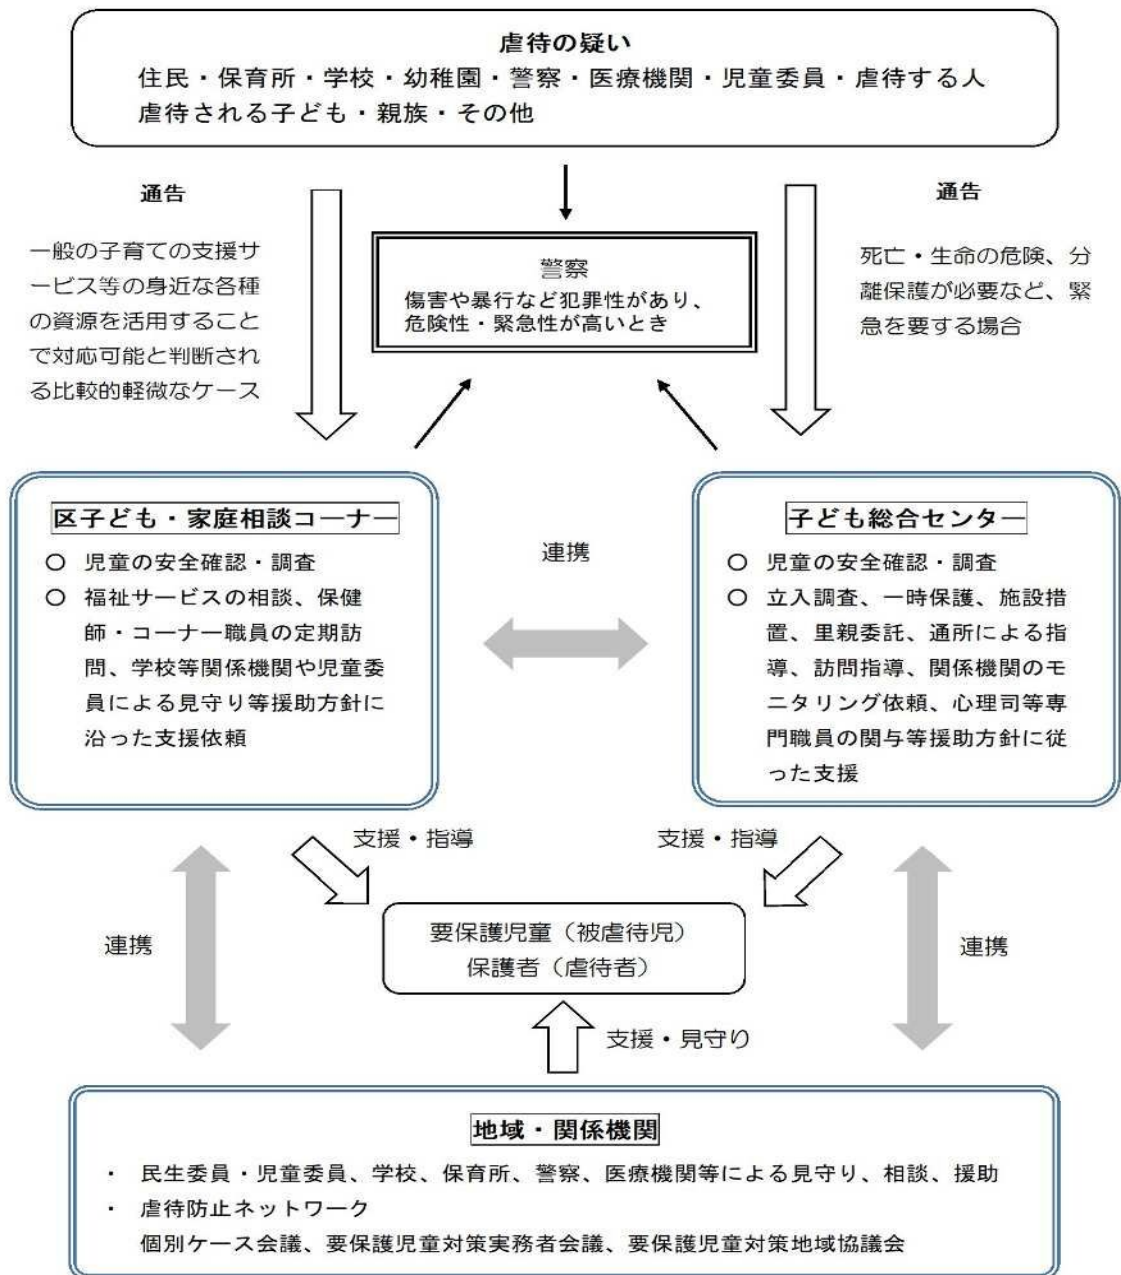 虐待の疑い
住民・保育所・学校・幼稚園・警察・医療機関・児童委員・虐待する人
虐待される子ども・親族・その他
通告
一般の子育ての支援サ
ービス等の身近な各種
の資源を活用すること
で対応可能と判断され
る比較的軽微なケース
警察
傷害や暴行など犯罪性があり、
危険性・緊急性が高いとき
通告
死亡・生命の危険、分
離保護が必要など、緊
急を要する場合
区子ども・家庭相談コーナー
○ 児童の安全確認・調査
○ 福祉サービスの相談、保健
師・コーナー職員の定期訪
問、学校等関係機関や児童委
員による見守り等援助方針に
沿った支援依頼
連携
子ども総合センター
○ 児童の安全確認・調査
○ 立入調査、一時保護、施設措
置、里親委託、通所による指
導、訪問指導、関係機関のモ
ニタリング依頼、心理司等専
門職員の関与等援助方針に従
った支援
支援・指導
支援・指導
連携
要保護児童（被虐待児）
保護者（虐待者）
連携
支援・見守り
地域・関係機関
・ 民生委員・児童委員、学校、保育所、警察、医療機関等による見守り、相談、援助
・ 虐待防止ネットワーク
個別ケース会議、要保護児童対策実務者会議、要保護児童対策地域協議会